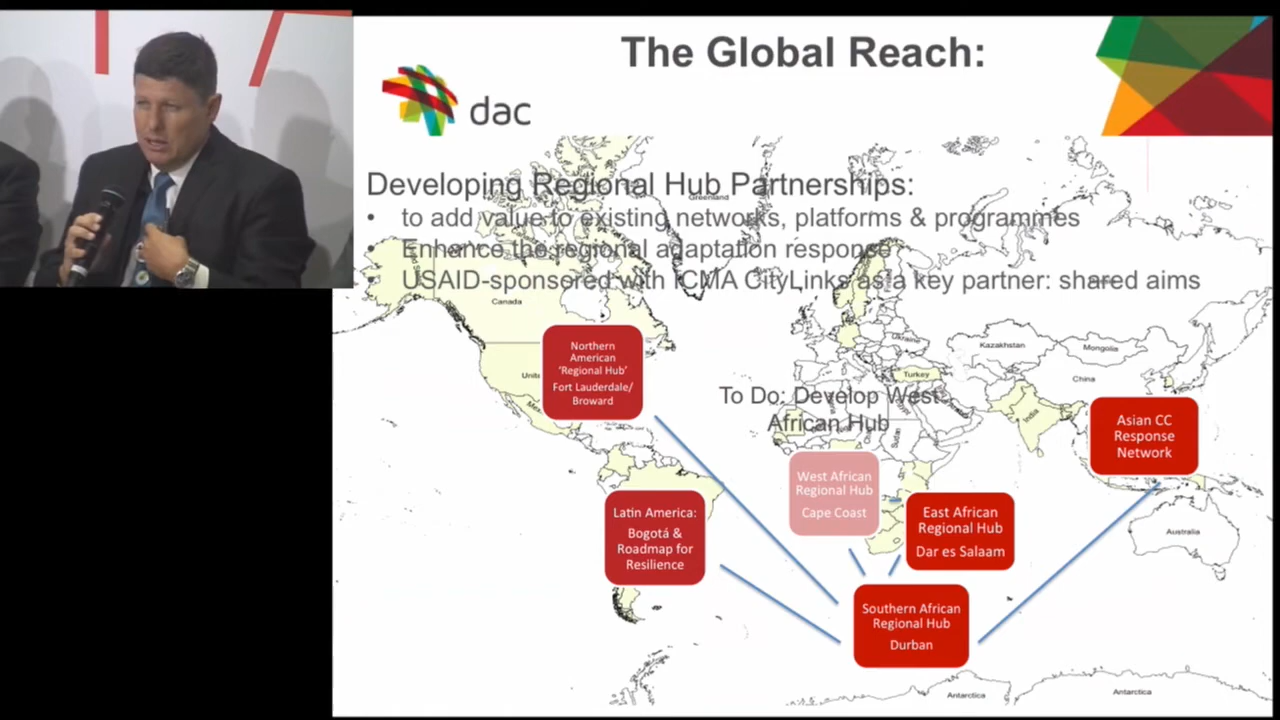 The Global Reach:
dac
Developing Regional Hub Partnerships:
• to add value to existing networks, platforms & programmes
• Enhance the regional adaptation response
• USAID-sponsored with ICMA CityLinks as a key partner: shared aims
Greenland
Canada
Ukraine
Kazakhstan
Mongolia
China
Turkey
India
Sudan
Australia
Antarctica
Antarctica
Northern
American
'Regional Hub'
Fort Lauderdale/
Broward
To Do: Develop West
African Hub
Asian CC
Response
Network
West African
Regional Hub
Cape Coast
Latin America:
Bogotá &
Roadmap for
Resilience
East African
Regional Hub
Dar es Salaam
Southern African
Regional Hub
Durban